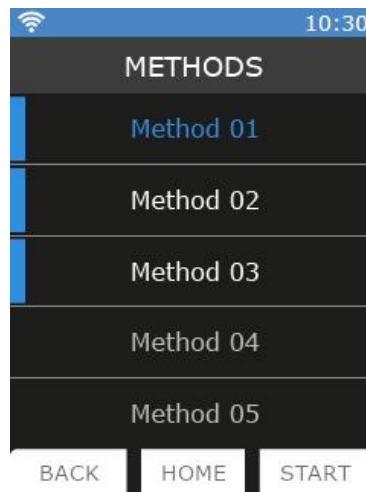 10:30
METHODS
Method 01
Method 02
Method 03
Method 04
Method 05
BACK HOME START